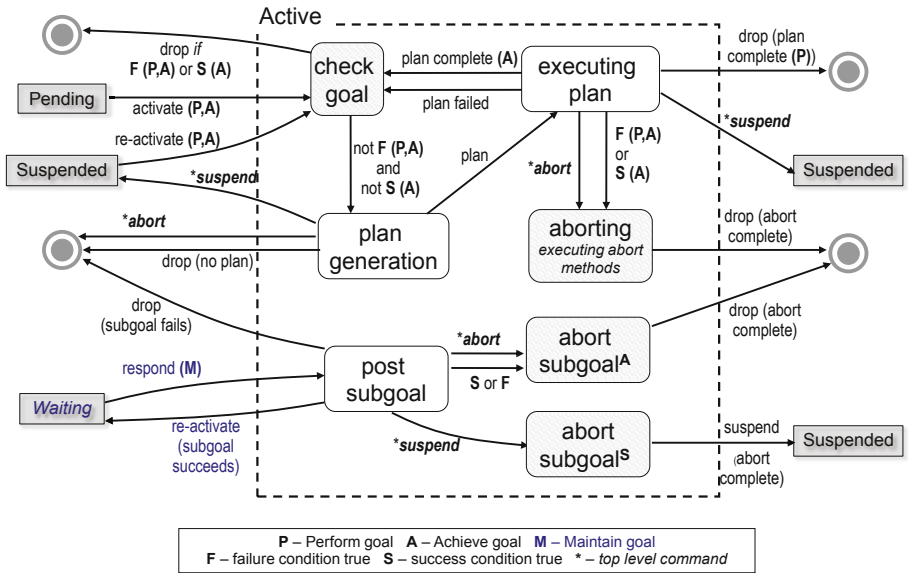 Active
drop if
F (P,A) or S (A)
check
goal
plan complete (A)
executing
plan
drop (plan
complete (P))
Pending
activate (P,A)
plan failed
re-activate (P,A)
Suspended
*suspend
not F (P,A)
and
not S (A)
plan
*abort
F (P,A)
or
S (A)
*suspend
Suspended
*abort
drop (no plan)
plan
generation
aborting
executing abort
methods
drop (abort
complete)
drop
(subgoal fails)
respond (M)
Waiting
re-activate
(subgoal
succeeds)
post
subgoal
*abort
S or F
abort
subgoalA
drop (abort
complete)
*suspend
abort
subgoalS
suspend
(abort
complete)
Suspended
P – Perform goal A – Achieve goal M – Maintain goal
F – failure condition true S – success condition true * – top level command